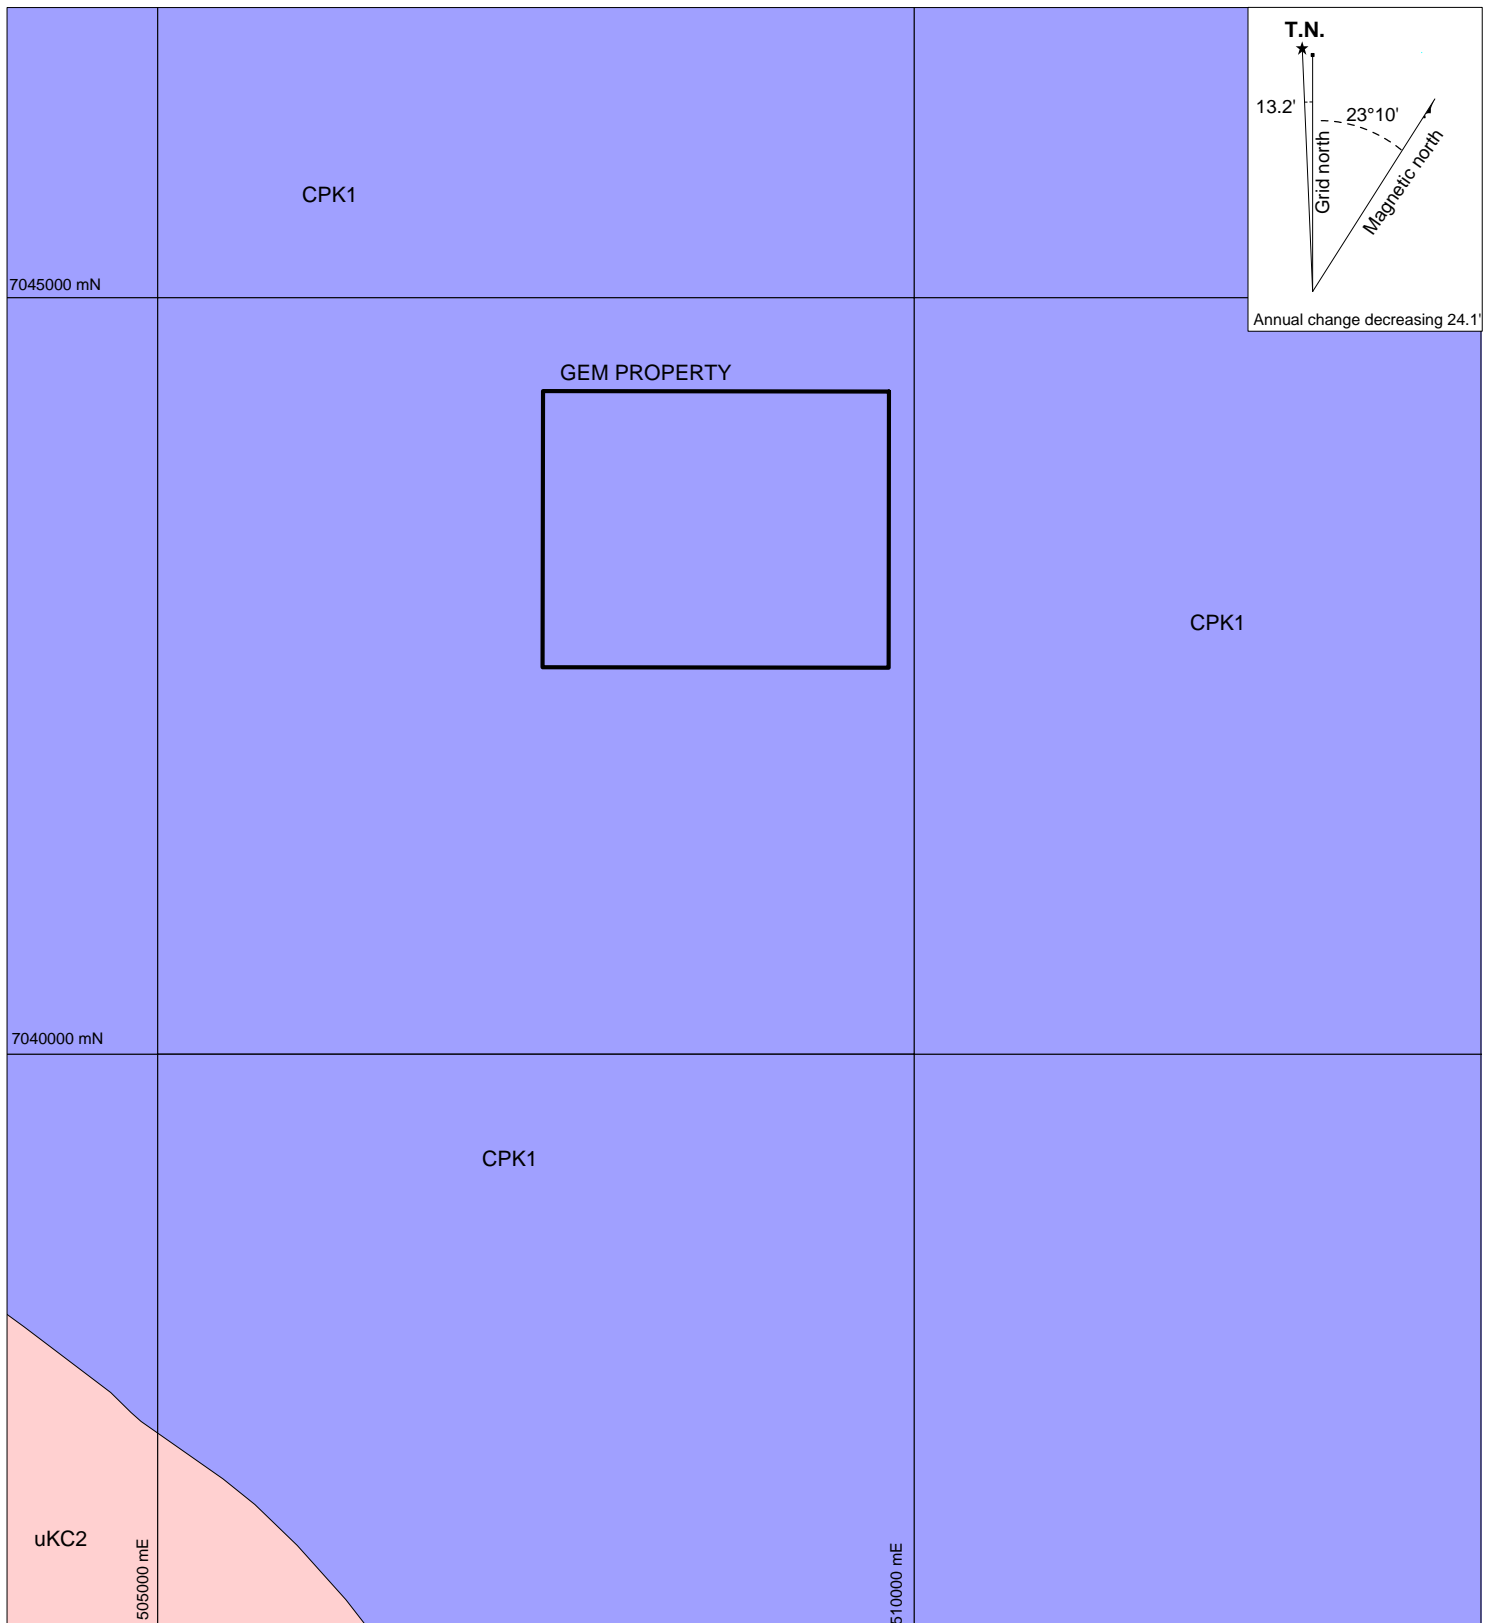 T.N.
13.2'
23°10'
Grid north
Magnetic north
Annual change decreasing 24.1'
CPK1
7045000 mN
GEM PROPERTY
CPK1
7040000 mN
CPK1
uKC2
505000 mE
510000 mE